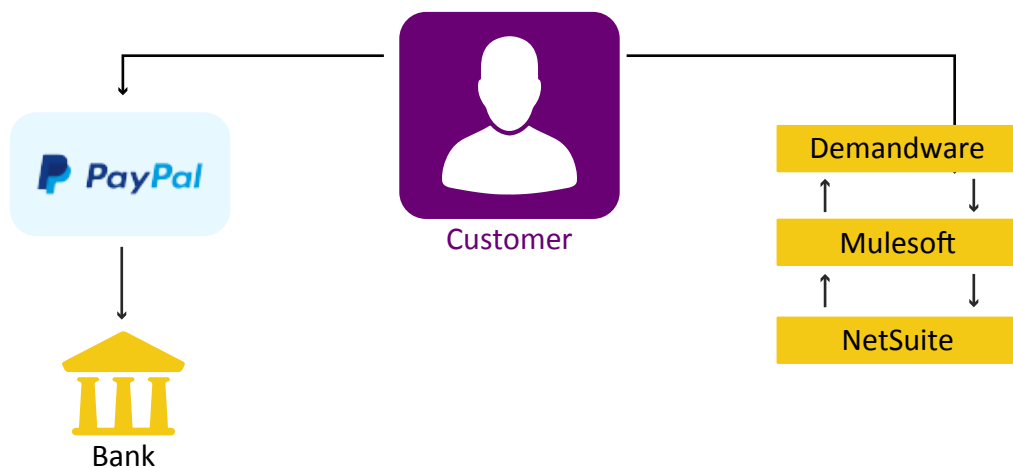 PayPal
Customer
Bank
Demandware
Mulesoft
NetSuite